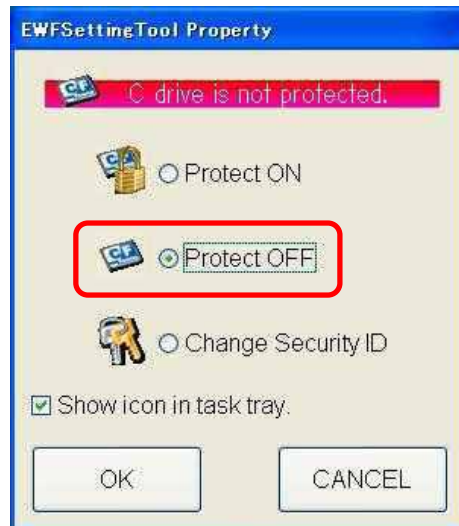 EWFSettingTool Property
C drive is not protected.
Protect ON
Protect OFF
Change Security ID
Show icon in task tray.
OK
CANCEL